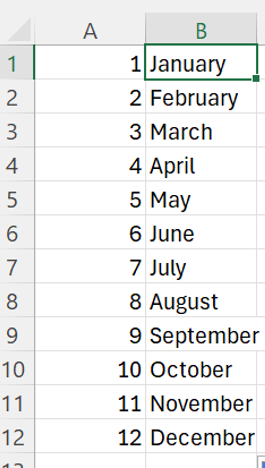 A B
1 1 January
2 2 February
3 3 March
4 4 April
5 5 May
6 6 June
7 7 July
8 8 August
9 9 September
10 10 October
11 11 November
12 12 December